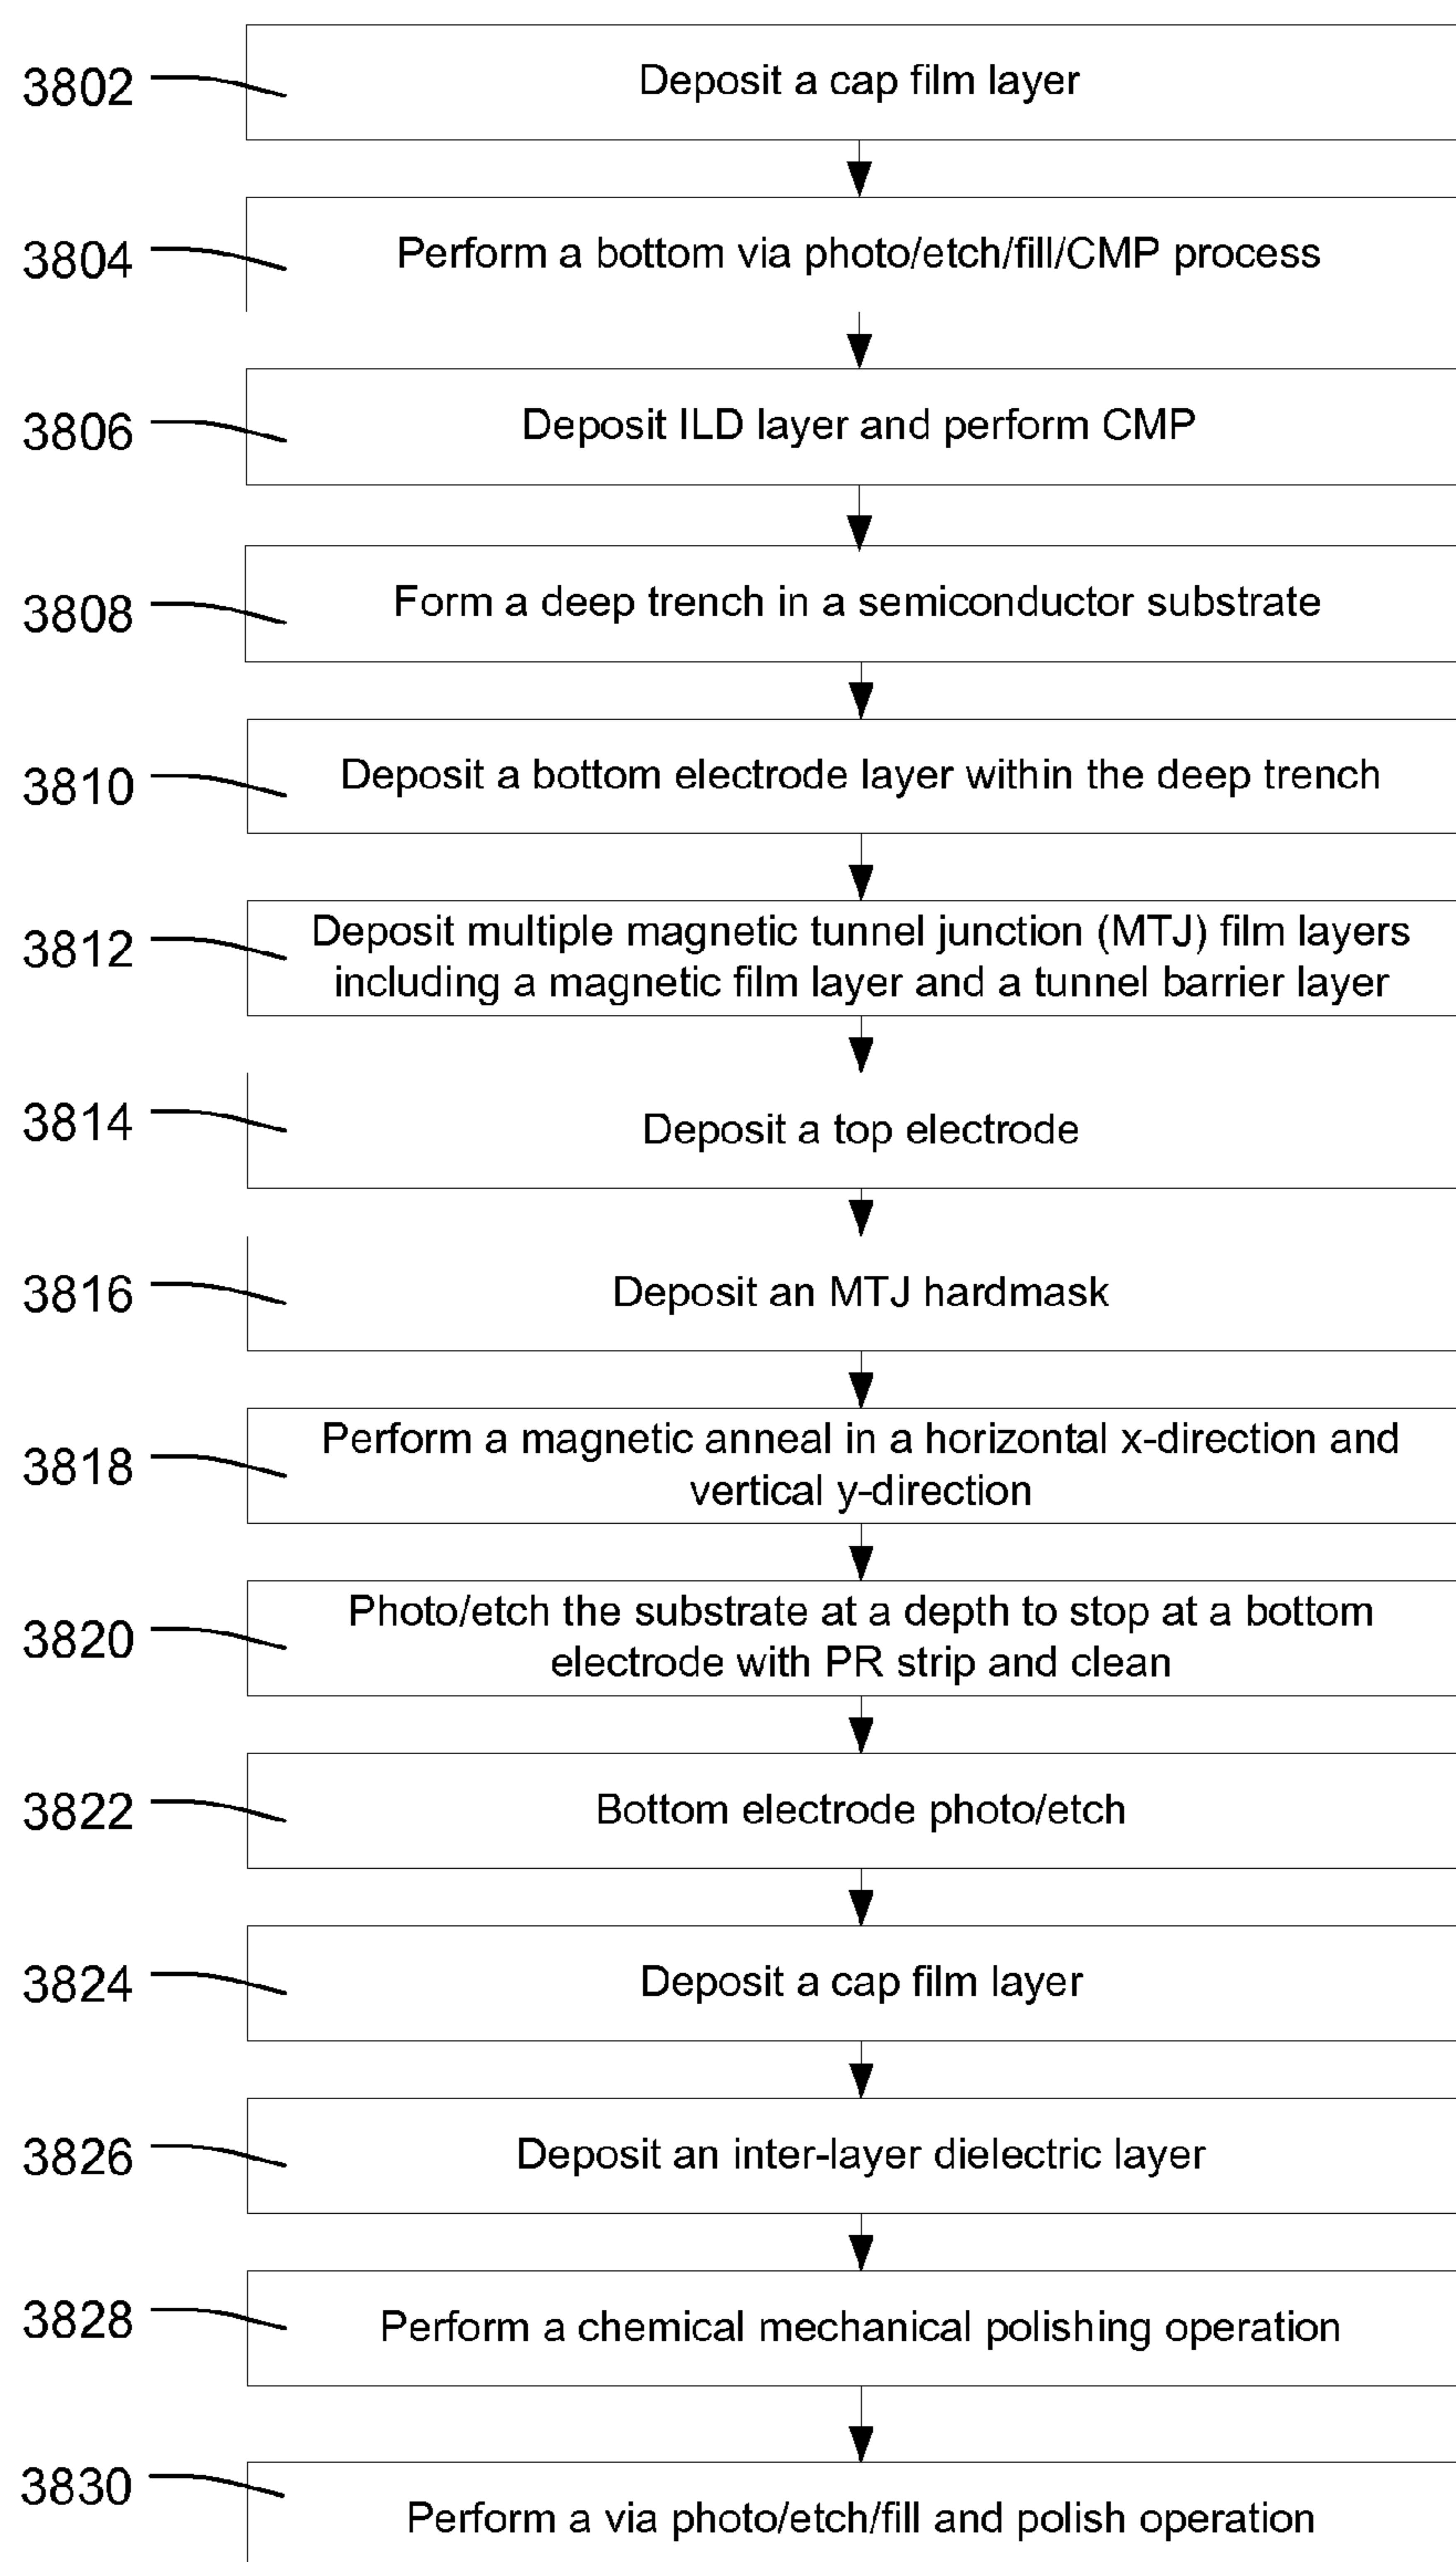 3802 Deposit a cap film layer
3804 Perform a bottom via photo/etch/fill/CMP process
3806 Deposit ILD layer and perform CMP
3808 Form a deep trench in a semiconductor substrate
3810 Deposit a bottom electrode layer within the deep trench
3812 Deposit multiple magnetic tunnel junction (MTJ) film layers
including a magnetic film layer and a tunnel barrier layer
3814 Deposit a top electrode
3816 Deposit an MTJ hardmask
3818 Perform a magnetic anneal in a horizontal x-direction and
vertical y-direction
3820 Photo/etch the substrate at a depth to stop at a bottom
electrode with PR strip and clean
3822 Bottom electrode photo/etch
3824 Deposit a cap film layer
3826 Deposit an inter-layer dielectric layer
3828 Perform a chemical mechanical polishing operation
3830 Perform a via photo/etch/fill and polish operation